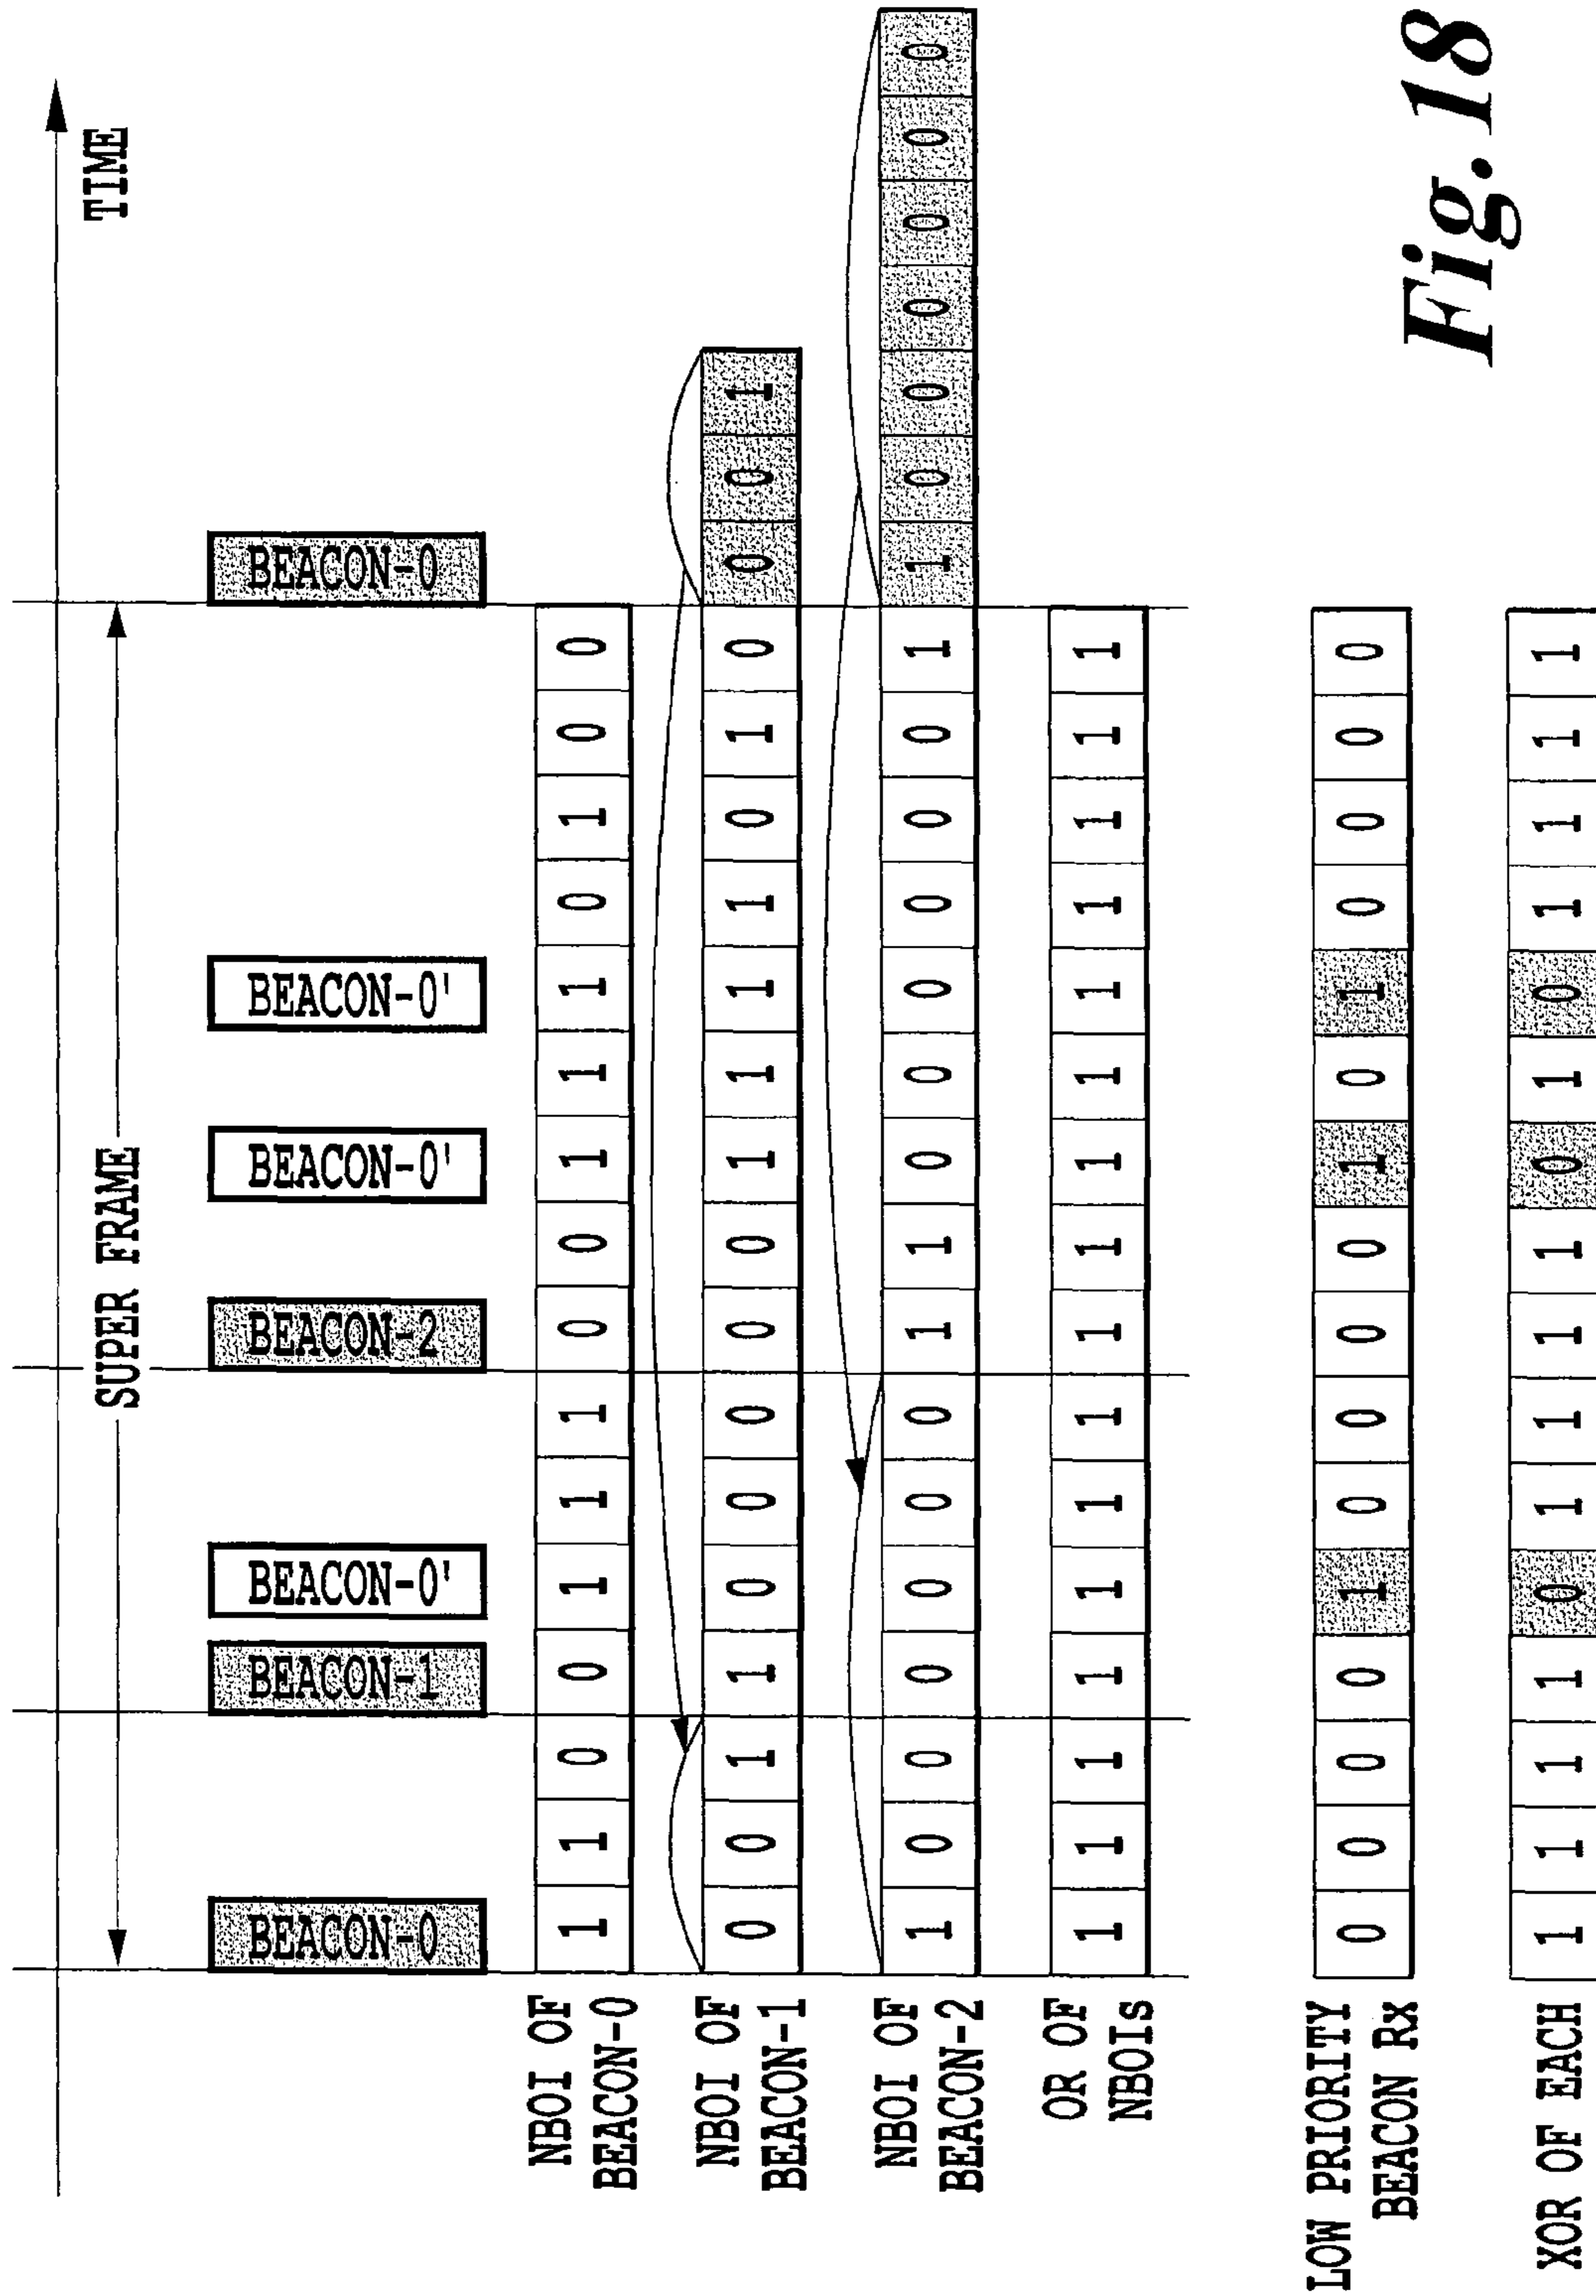 TIME
SUPER FRAME
BEACON-0 BEACON-1 BEACON-0' BEACON-2 BEACON-0' BEACON-0' BEACON-0
NBOI OF
BEACON-0
1 1 0 0 1 1 1 0 0 1 1 1 0 1 0 0
NBOI OF
BEACON-1
0 0 1 1 0 0 0 0 0 1 1 1 1 0 1 0 0 0 1
NBOI OF
BEACON-2
1 0 0 0 0 0 0 1 1 0 0 0 0 0 0 1 1 0 0 0 0 0 0
OR OF
NBOIs
1 1 1 1 1 1 1 1 1 1 1 1 1 1 1 1
LOW PRIORITY
BEACON Rx
0 0 0 0 1 0 0 0 0 1 0 1 0 0 0 0
XOR OF EACH
1 1 1 1 0 1 1 1 1 0 1 0 1 1 1 1
Fig. 18